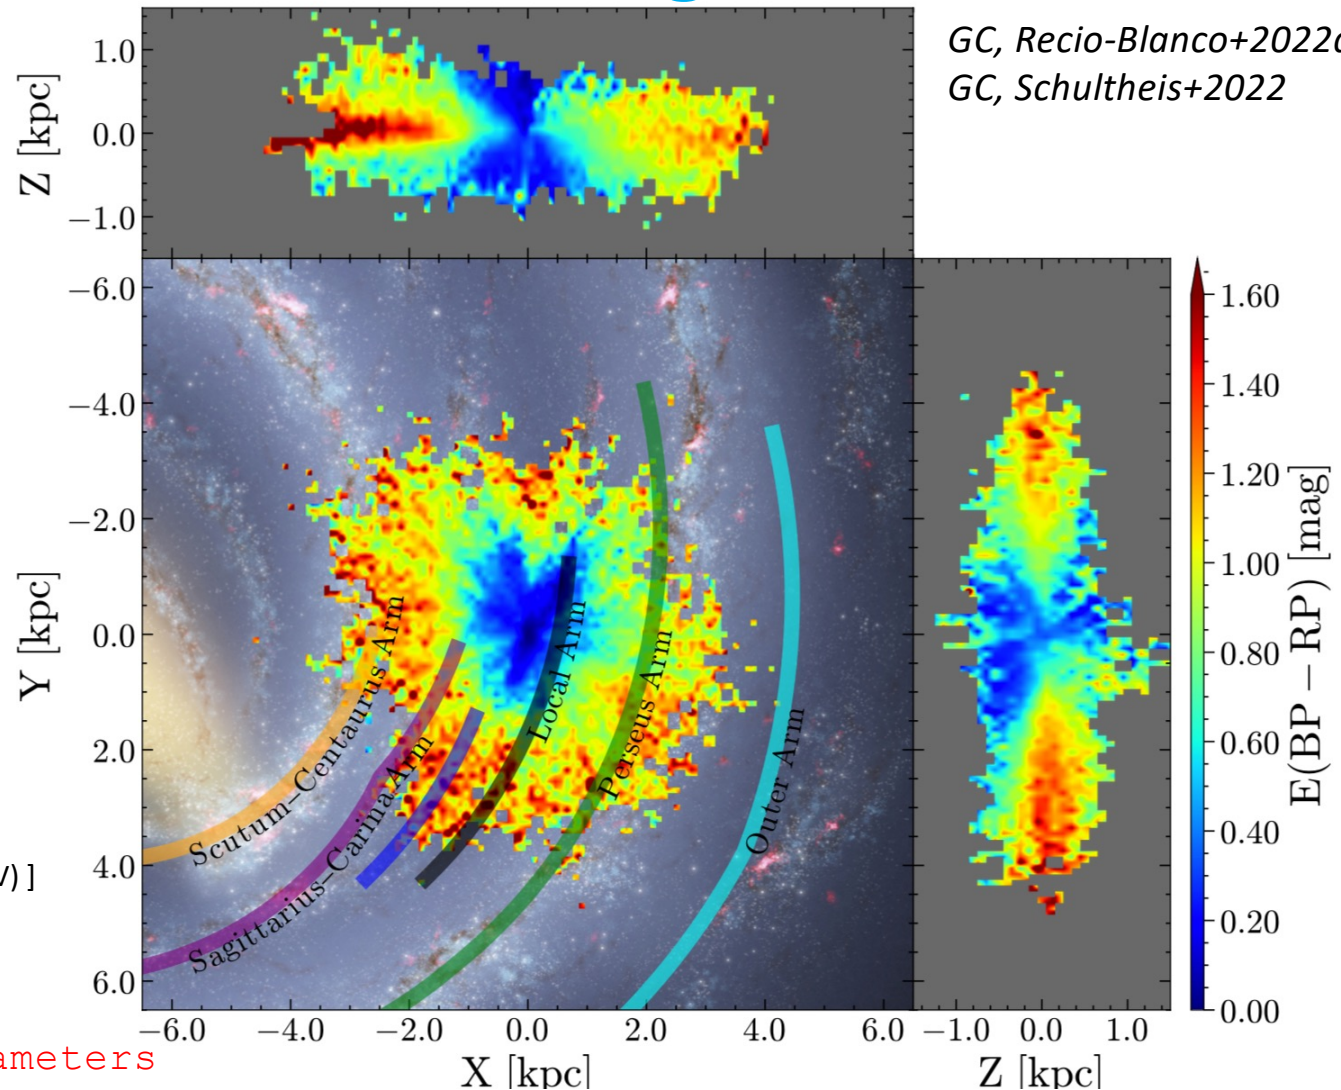 GC, Recio-Blanco+2022
GC, Schultheis+2022
1.0
0.0
−1.0
Z [kpc]
−6.0
−4.0
−2.0
0.0
2.0
4.0
6.0
Y [kpc]
Scutum–Centaurus Arm
Sagittarius–Carina Arm
Local Arm
Perseus Arm
Outer Arm
−6.0 −4.0 −2.0 0.0 2.0 4.0 6.0
X [kpc]
−1.0 0.0 1.0
Z [kpc]
1.60
1.40
1.20
1.00
0.80
0.60
0.40
0.20
0.00
E(BP − RP) [mag]
) ]
ameters